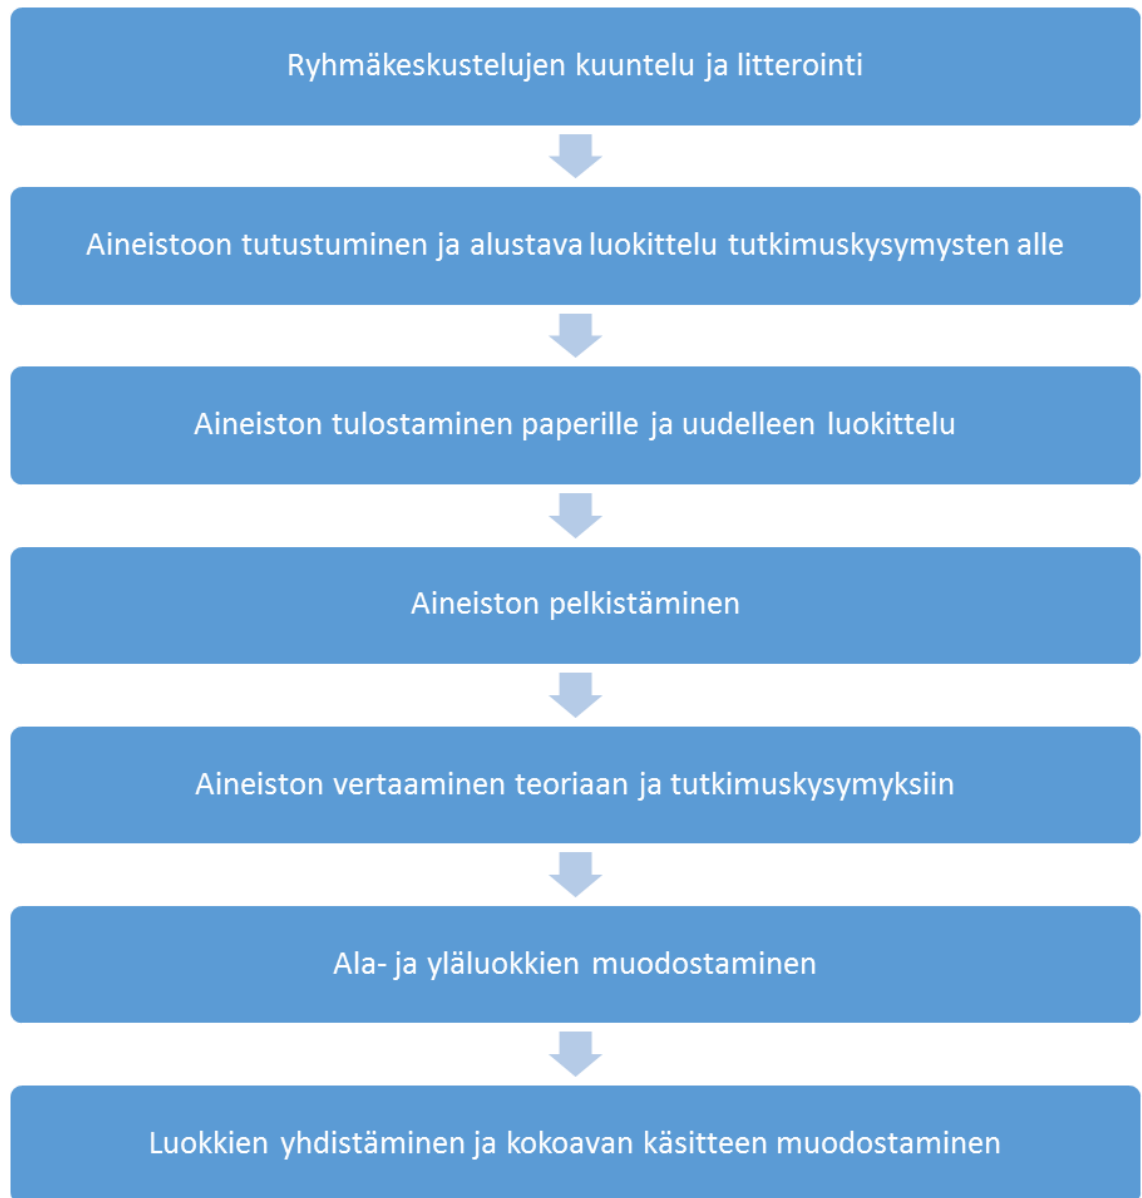 Ryhmäkeskustelujen kuuntelu ja litterointi
Aineistoon tutustuminen ja alustava luokittelu tutkimuskysymysten alle
Aineiston tulostaminen paperille ja uudelleen luokittelu
Aineiston pelkistäminen
Aineiston vertaaminen teoriaan ja tutkimuskysymyksiin
Ala- ja yläluokkien muodostaminen
Luokkien yhdistäminen ja kokoavan käsitteen muodostaminen